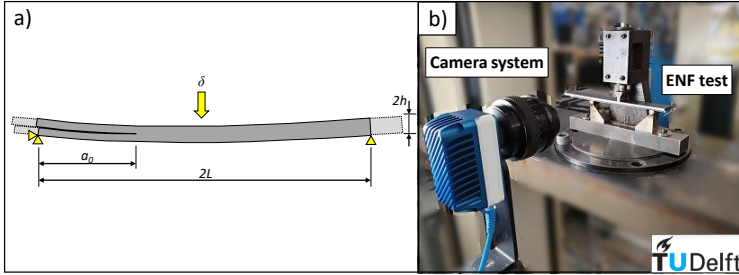 a)
δ
2h
a0
2L
b)
Camera system
ENF test
TUDelft